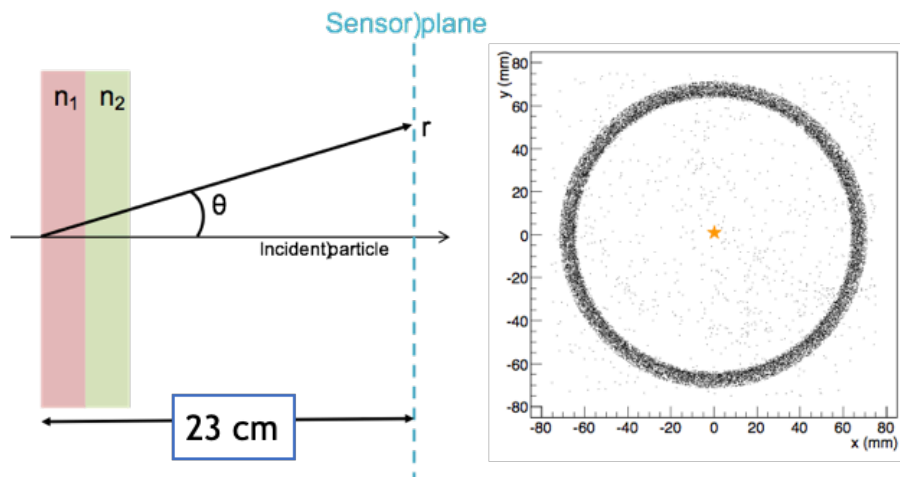 Sensor)plane
n₁ n₂
r
θ
Incident)particle
23 cm
y (mm)
80
60
40
20
0
-20
-40
-60
-80
-80 -60 -40 -20 0 20 40 60 80
x (mm)